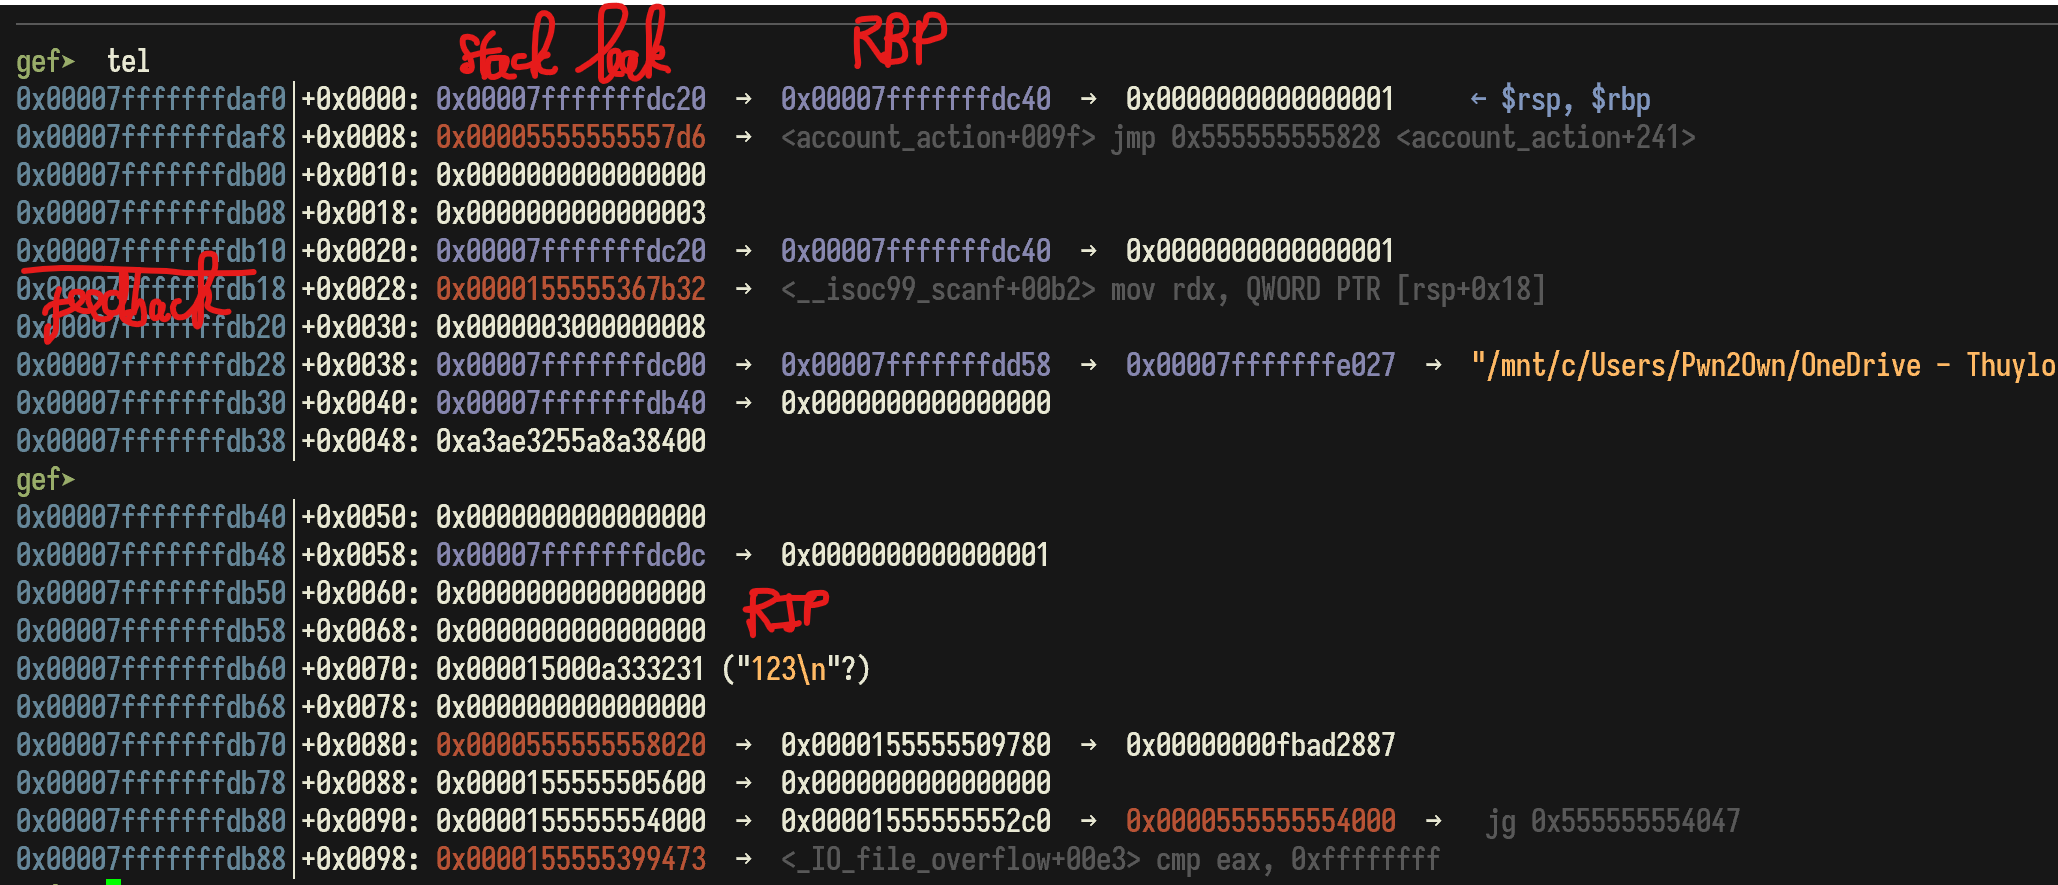 stack leak RBP
gef➤ tel
0x00007fffffffdaf0│+0x0000: 0x00007fffffffdc20 → 0x00007fffffffdc40 → 0x0000000000000001 ← $rsp, $rbp
0x00007fffffffdaf8│+0x0008: 0x00005555555557d6 → <account_action+009f> jmp 0x555555555828 <account_action+241>
0x00007fffffffdb00│+0x0010: 0x0000000000000000
0x00007fffffffdb08│+0x0018: 0x0000000000000003
0x00007fffffffdb10│+0x0020: 0x00007fffffffdc20 → 0x00007fffffffdc40 → 0x0000000000000001
0x00007fffffffdb18│+0x0028: 0x0000155555367b32 → <__isoc99_scanf+00b2> mov rdx, QWORD PTR [rsp+0x18]
feedback
0x00007fffffffdb20│+0x0030: 0x0000003000000008
0x00007fffffffdb28│+0x0038: 0x00007fffffffdc00 → 0x00007fffffffdd58 → 0x00007fffffffe027 → "/mnt/c/Users/Pwn2Own/OneDrive - Thuylo
0x00007fffffffdb30│+0x0040: 0x00007fffffffdb40 → 0x0000000000000000
0x00007fffffffdb38│+0x0048: 0xa3ae3255a8a38400
gef➤
0x00007fffffffdb40│+0x0050: 0x0000000000000000
0x00007fffffffdb48│+0x0058: 0x00007fffffffdc0c → 0x0000000000000001
0x00007fffffffdb50│+0x0060: 0x0000000000000000
RIP
0x00007fffffffdb58│+0x0068: 0x0000000000000000
0x00007fffffffdb60│+0x0070: 0x000015000a333231 ("123\n"?)
0x00007fffffffdb68│+0x0078: 0x0000000000000000
0x00007fffffffdb70│+0x0080: 0x0000555555558020 → 0x0000155555509780 → 0x00000000fbad2887
0x00007fffffffdb78│+0x0088: 0x0000155555505600 → 0x0000000000000000
0x00007fffffffdb80│+0x0090: 0x0000155555554000 → 0x00001555555552c0 → 0x0000555555554000 → jg 0x555555554047
0x00007fffffffdb88│+0x0098: 0x0000155555399473 → <_IO_file_overflow+00e3> cmp eax, 0xffffffff